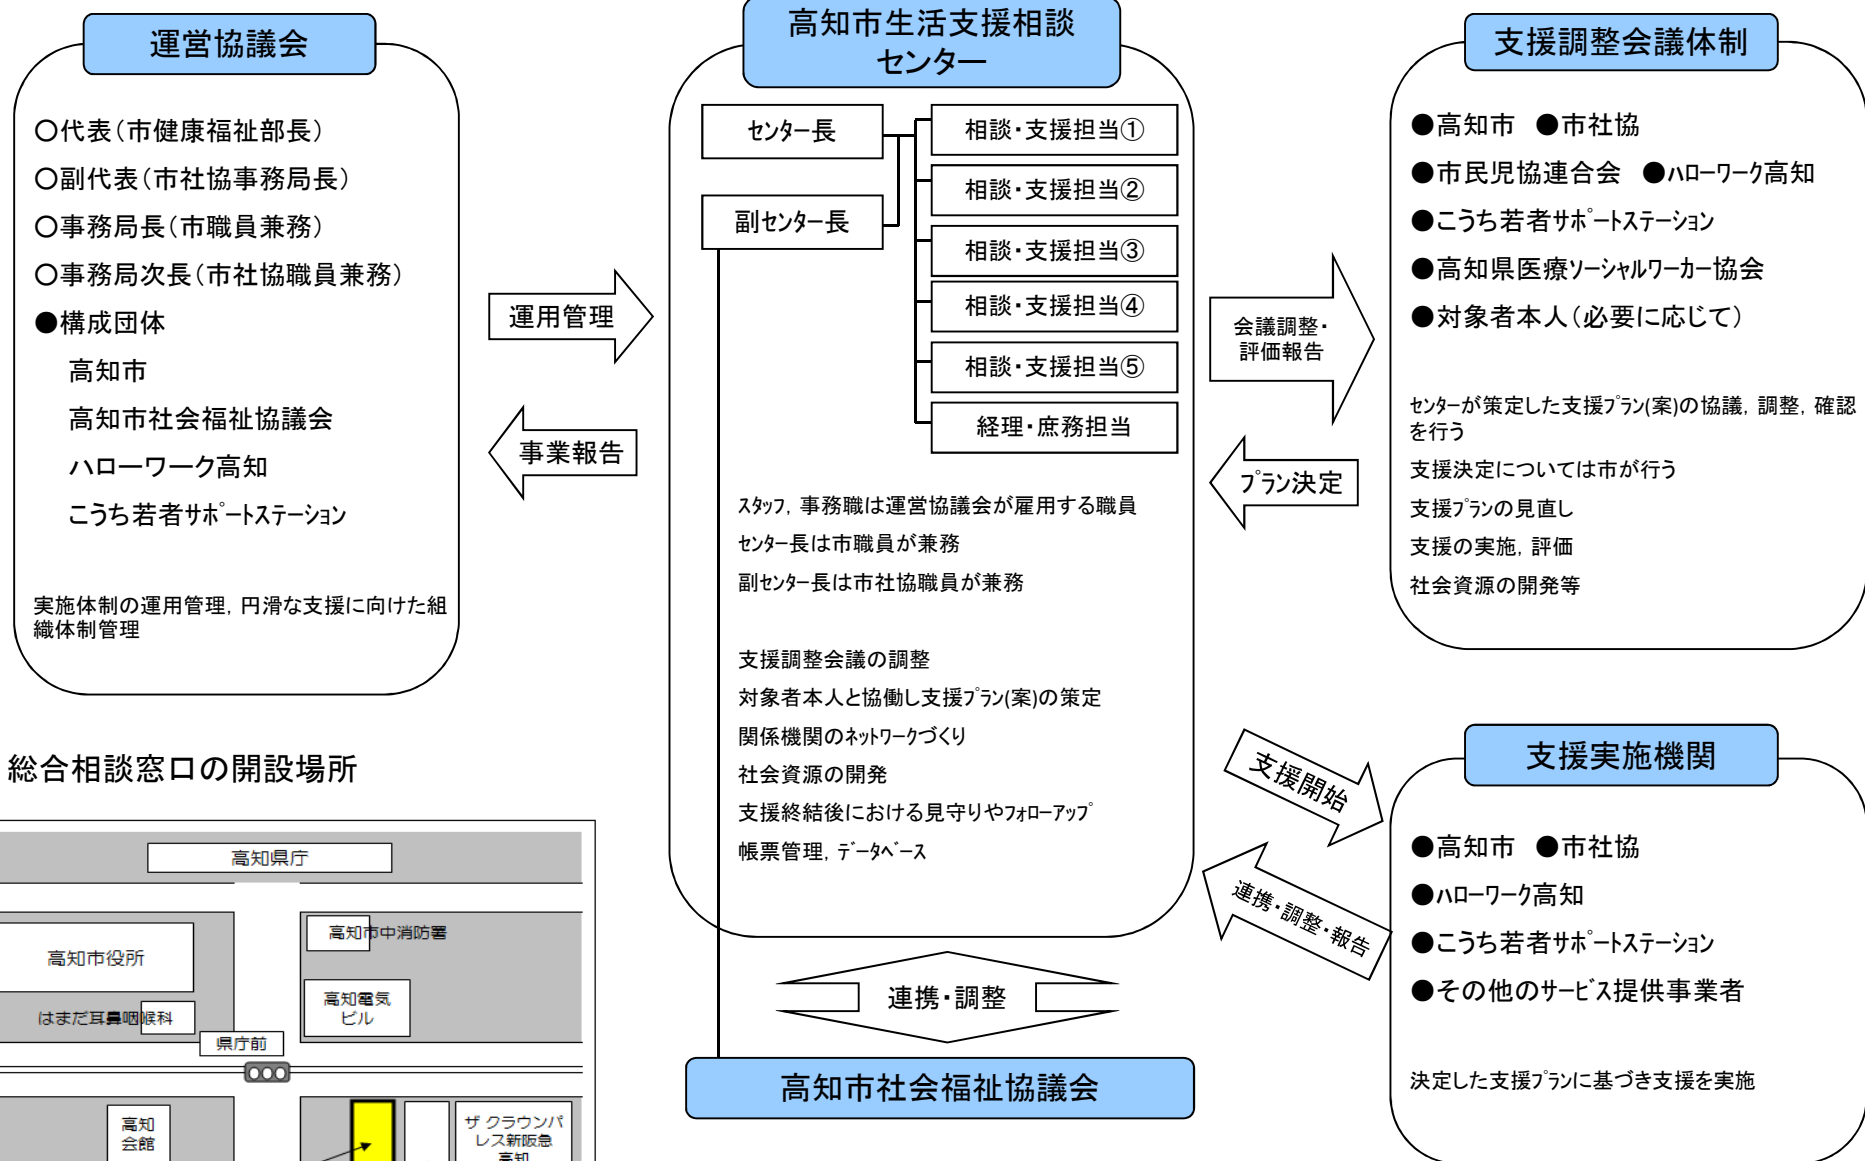 運営協議会
○代表(市健康福祉部長)
○副代表(市社協事務局長)
○事務局長(市職員兼務)
○事務局次長(市社協職員兼務)
●構成団体
高知市
高知市社会福祉協議会
ハローワーク高知
こうち若者ｻﾎﾟｰﾄｽﾃｰｼｮﾝ
実施体制の運用管理, 円滑な支援に向けた組
織体制管理
運用管理
事業報告
高知市生活支援相談
センター
ｾﾝﾀｰ長
副ｾﾝﾀｰ長
相談・支援担当①
相談・支援担当②
相談・支援担当③
相談・支援担当④
相談・支援担当⑤
経理・庶務担当
ｽﾀｯﾌ, 事務職は運営協議会が雇用する職員
ｾﾝﾀｰ長は市職員が兼務
副ｾﾝﾀｰ長は市社協職員が兼務
支援調整会議の調整
対象者本人と協働し支援ﾌﾟﾗﾝ(案)の策定
関係機関のﾈｯﾄﾜｰｸづくり
社会資源の開発
支援終結後における見守りやﾌｫﾛｰｱｯﾌﾟ
帳票管理, ﾃﾞｰﾀﾍﾞｰｽ
連携・調整
高知市社会福祉協議会
会議調整・
評価報告
ﾌﾟﾗﾝ決定
支援調整会議体制
●高知市 ●市社協
●市民児協連合会 ●ﾊﾛｰﾜｰｸ高知
●こうち若者ｻﾎﾟｰﾄｽﾃｰｼｮﾝ
●高知県医療ｿｰｼｬﾙﾜｰｶｰ協会
●対象者本人(必要に応じて)
ｾﾝﾀｰが策定した支援ﾌﾟﾗﾝ(案)の協議, 調整, 確認
を行う
支援決定については市が行う
支援ﾌﾟﾗﾝの見直し
支援の実施, 評価
社会資源の開発等
支援開始
連携・調整・報告
支援実施機関
●高知市 ●市社協
●ﾊﾛｰﾜｰｸ高知
●こうち若者ｻﾎﾟｰﾄｽﾃｰｼｮﾝ
●その他のｻｰﾋﾞｽ提供事業者
決定した支援ﾌﾟﾗﾝに基づき支援を実施
総合相談窓口の開設場所
高知県庁
高知市役所
高知市中消防署
はまだ耳鼻咽喉科
高知電気
ビル
県庁前
高知
会館
ザ クラウンパ
レス新阪急
高知